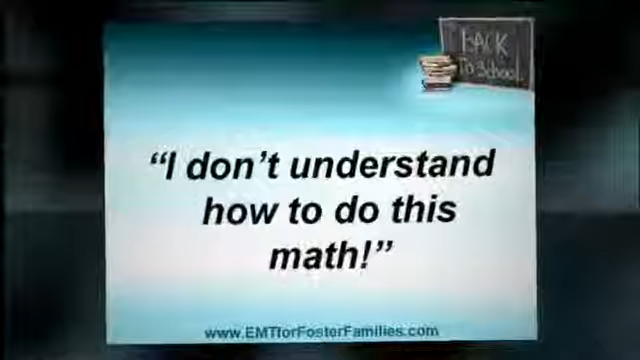 BACK
To School
“I don’t understand
how to do this
math!”
www.EMTforFosterFamilies.com